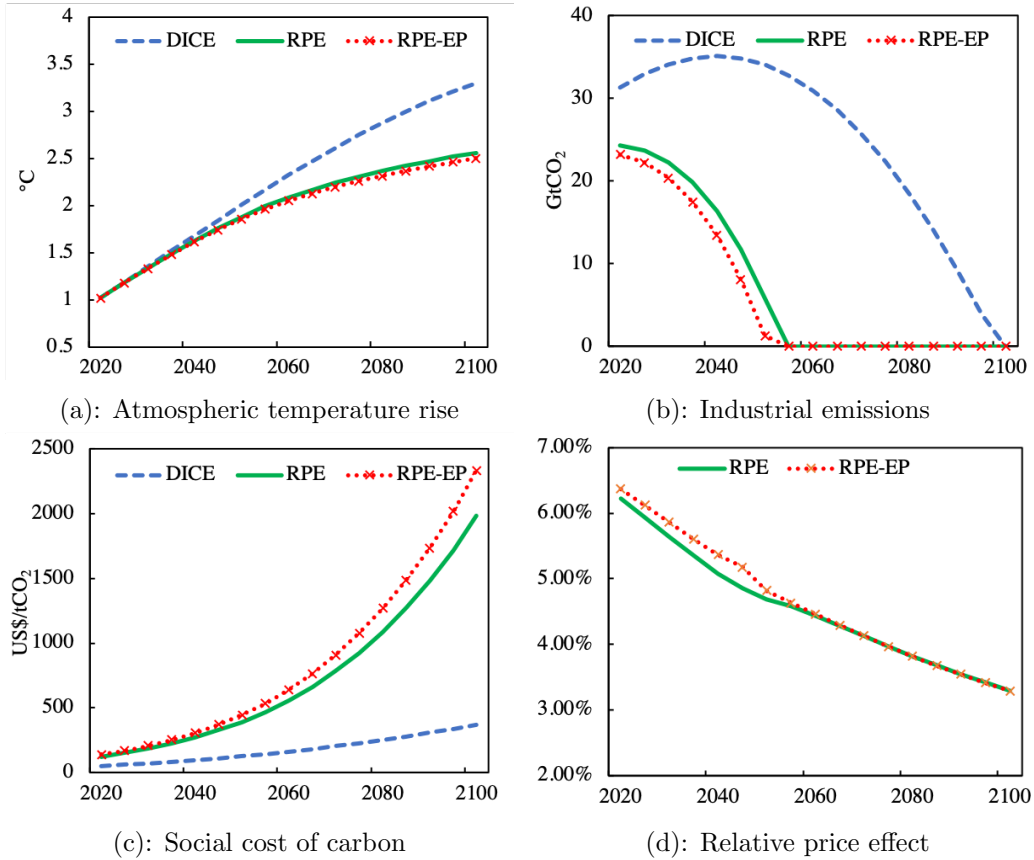 4
3.5
3
2.5
2
1.5
1
0.5
°C
DICE RPE RPE-EP
2020 2040 2060 2080 2100
(a): Atmospheric temperature rise
40
30
20
10
0
GtCO2
DICE RPE RPE-EP
2020 2040 2060 2080 2100
(b): Industrial emissions
2500
2000
1500
1000
500
0
US$/tCO2
DICE RPE RPE-EP
2020 2040 2060 2080 2100
(c): Social cost of carbon
7.00%
6.00%
5.00%
4.00%
3.00%
2.00%
RPE RPE-EP
2020 2040 2060 2080 2100
(d): Relative price effect